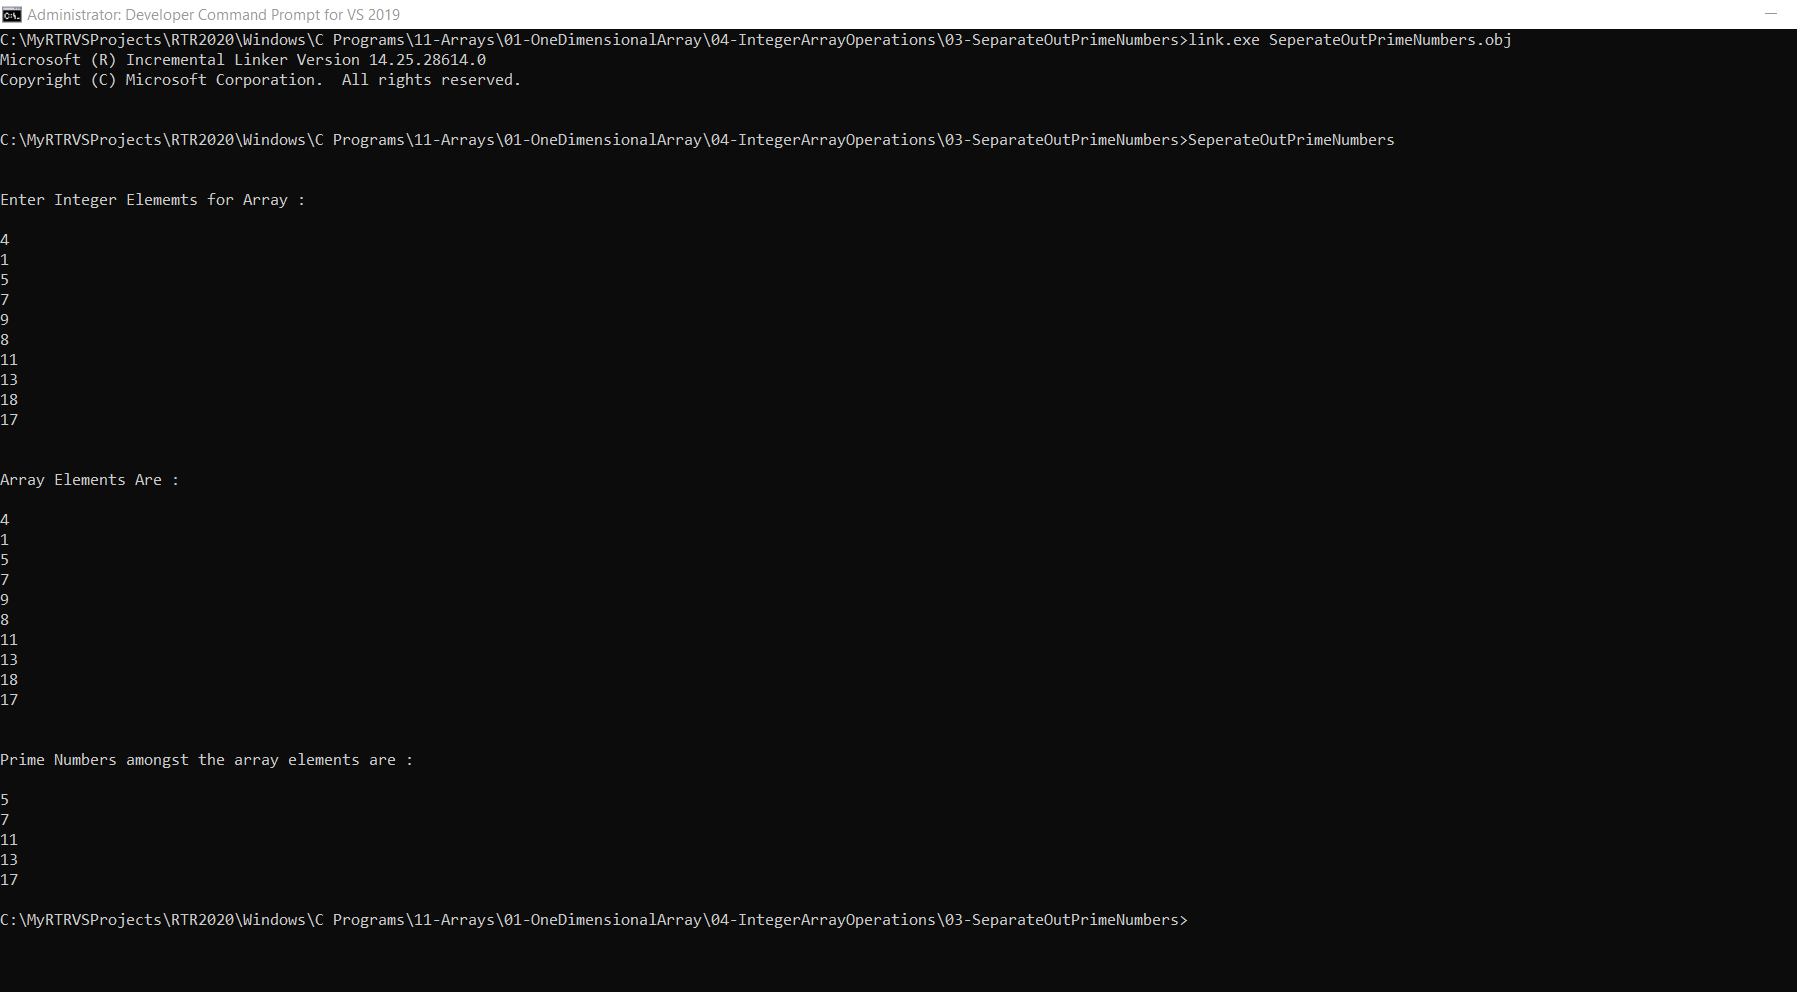 Administrator: Developer Command Prompt for VS 2019
C:\MyRTRVSProjects\RTR2020\Windows\C Programs\11-Arrays\01-OneDimensionalArray\04-IntegerArrayOperations\03-SeparateOutPrimeNumbers>link.exe SeperateOutPrimeNumbers.obj
Microsoft (R) Incremental Linker Version 14.25.28614.0
Copyright (C) Microsoft Corporation.  All rights reserved.
C:\MyRTRVSProjects\RTR2020\Windows\C Programs\11-Arrays\01-OneDimensionalArray\04-IntegerArrayOperations\03-SeparateOutPrimeNumbers>SeperateOutPrimeNumbers
Enter Integer Elememts for Array :
4
1
5
7
9
8
11
13
18
17
Array Elements Are :
4
1
5
7
9
8
11
13
18
17
Prime Numbers amongst the array elements are :
5
7
11
13
17
C:\MyRTRVSProjects\RTR2020\Windows\C Programs\11-Arrays\01-OneDimensionalArray\04-IntegerArrayOperations\03-SeparateOutPrimeNumbers>